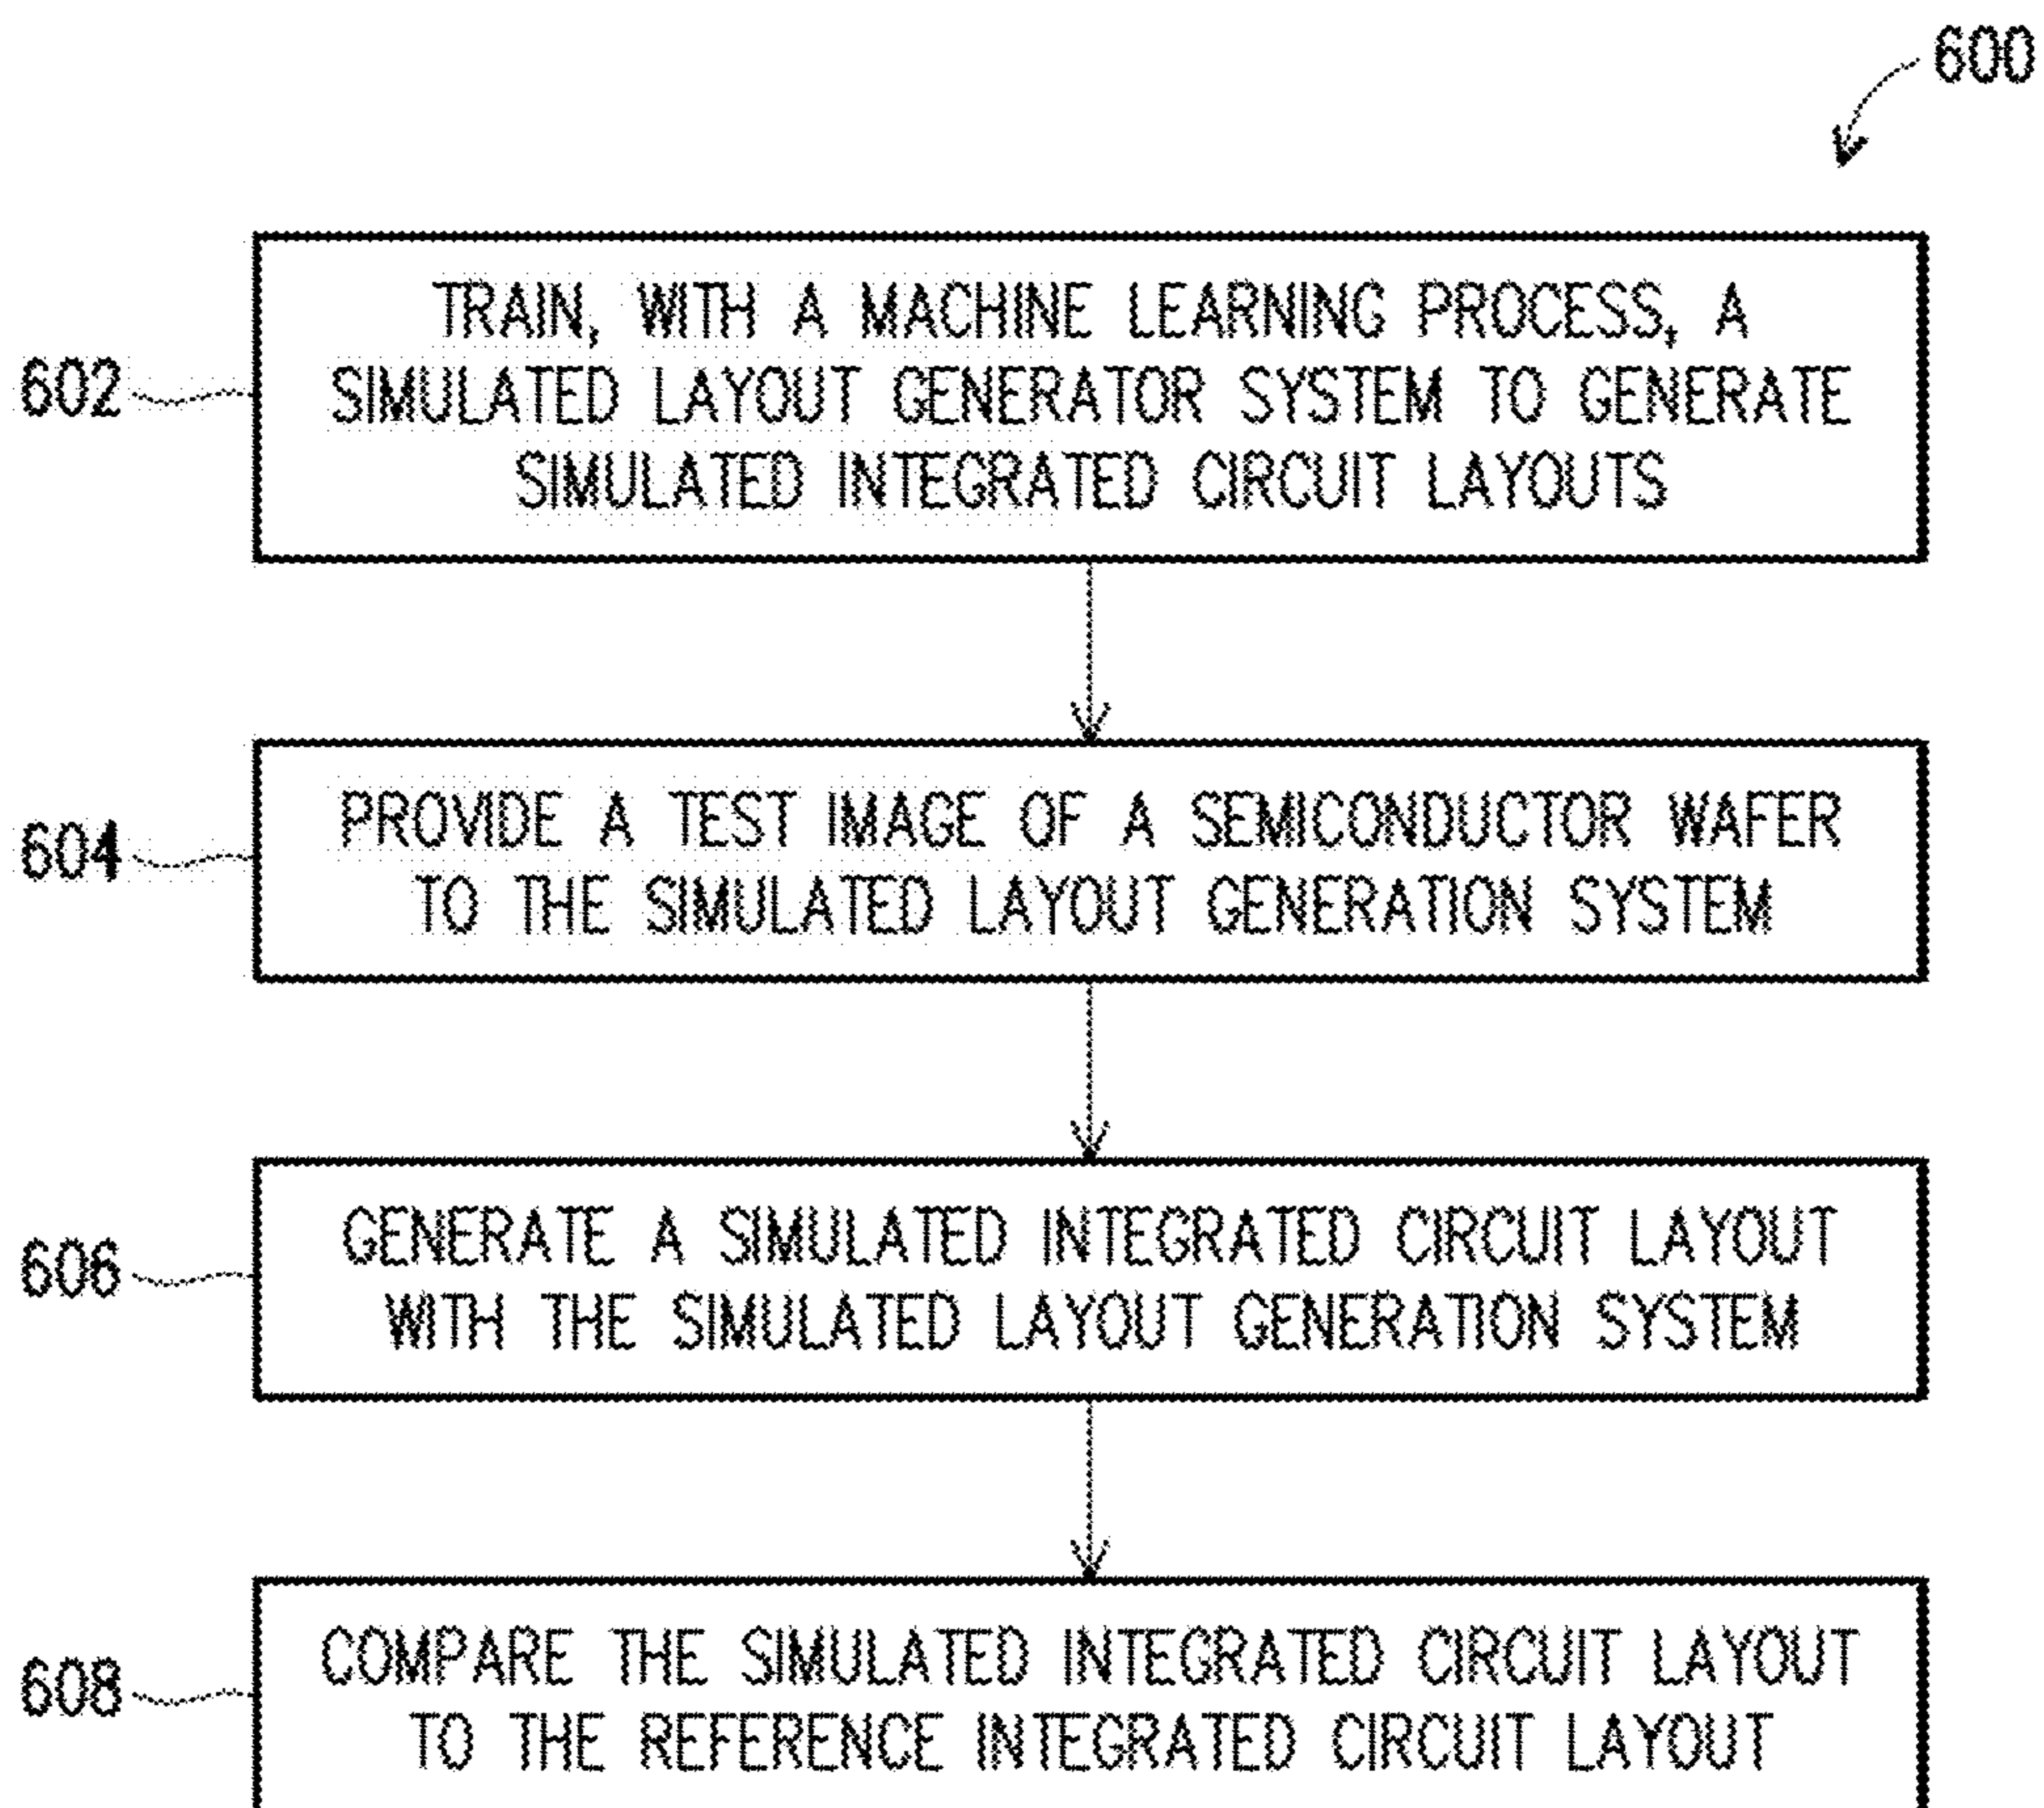 600
602
TRAIN, WITH A MACHINE LEARNING PROCESS, A
SIMULATED LAYOUT GENERATOR SYSTEM TO GENERATE
SIMULATED INTEGRATED CIRCUIT LAYOUTS
604
PROVIDE A TEST IMAGE OF A SEMICONDUCTOR WAFER
TO THE SIMULATED LAYOUT GENERATION SYSTEM
606
GENERATE A SIMULATED INTEGRATED CIRCUIT LAYOUT
WITH THE SIMULATED LAYOUT GENERATION SYSTEM
608
COMPARE THE SIMULATED INTEGRATED CIRCUIT LAYOUT
TO THE REFERENCE INTEGRATED CIRCUIT LAYOUT